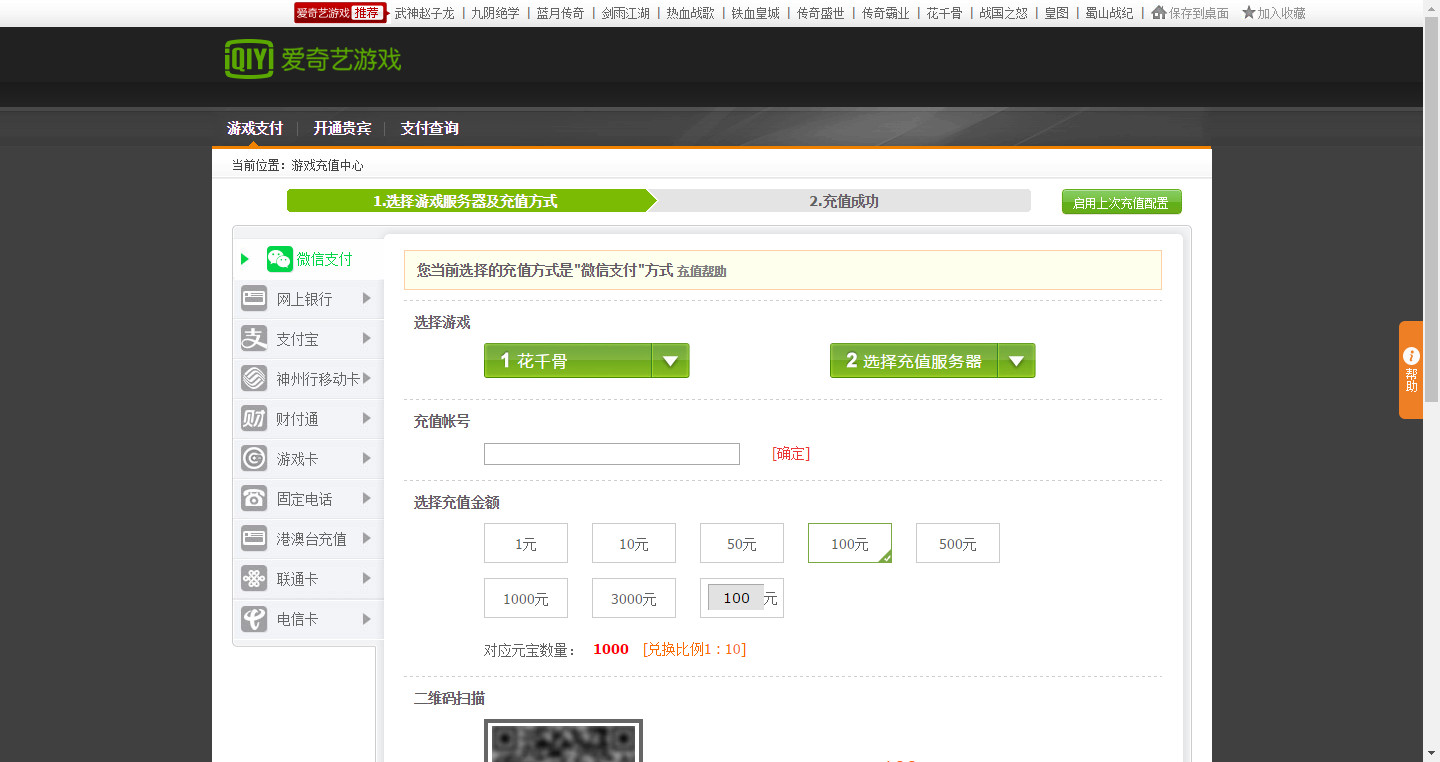 爱奇艺游戏 推荐 武神赵子龙 | 九阴绝学 | 蓝月传奇 | 剑雨江湖 | 热血战歌 | 铁血皇城 | 传奇盛世 | 传奇霸业 | 花千骨 | 战国之怒 | 皇图 | 蜀山战纪 | 保存到桌面 加入收藏
iQIYI 爱奇艺游戏
游戏支付 | 开通贵宾 | 支付查询
当前位置：游戏充值中心
1.选择游戏服务器及充值方式 2.充值成功 启用上次充值配置
微信支付
网上银行
支付宝
神州行移动卡
财付通
游戏卡
固定电话
港澳台充值
联通卡
电信卡
您当前选择的充值方式是"微信支付"方式 充值帮助
选择游戏
1 花千骨 2 选择充值服务器
充值帐号
[确定]
选择充值金额
1元 10元 50元 100元 500元
1000元 3000元 100 元
对应元宝数量： 1000 [兑换比例1：10]
二维码扫描
帮助